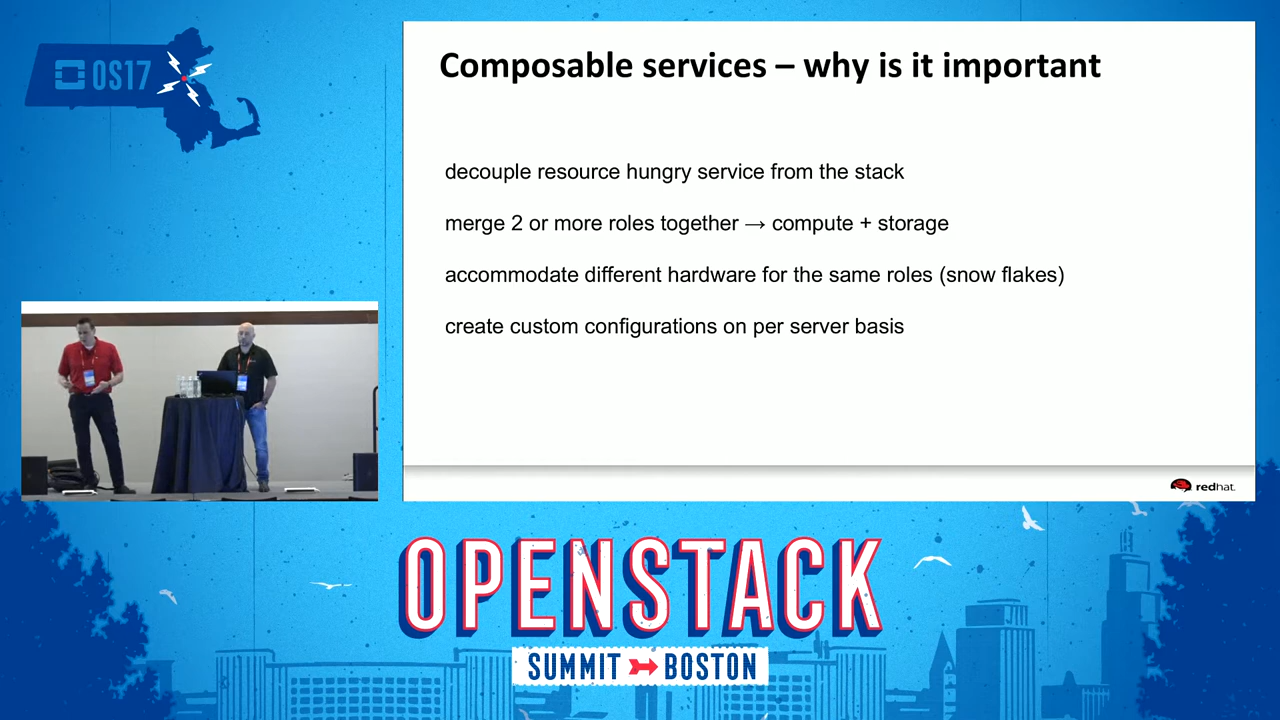 OS17
Composable services – why is it important
decouple resource hungry service from the stack
merge 2 or more roles together → compute + storage
accommodate different hardware for the same roles (snow flakes)
create custom configurations on per server basis
redhat.
OPENSTACK
SUMMIT BOSTON